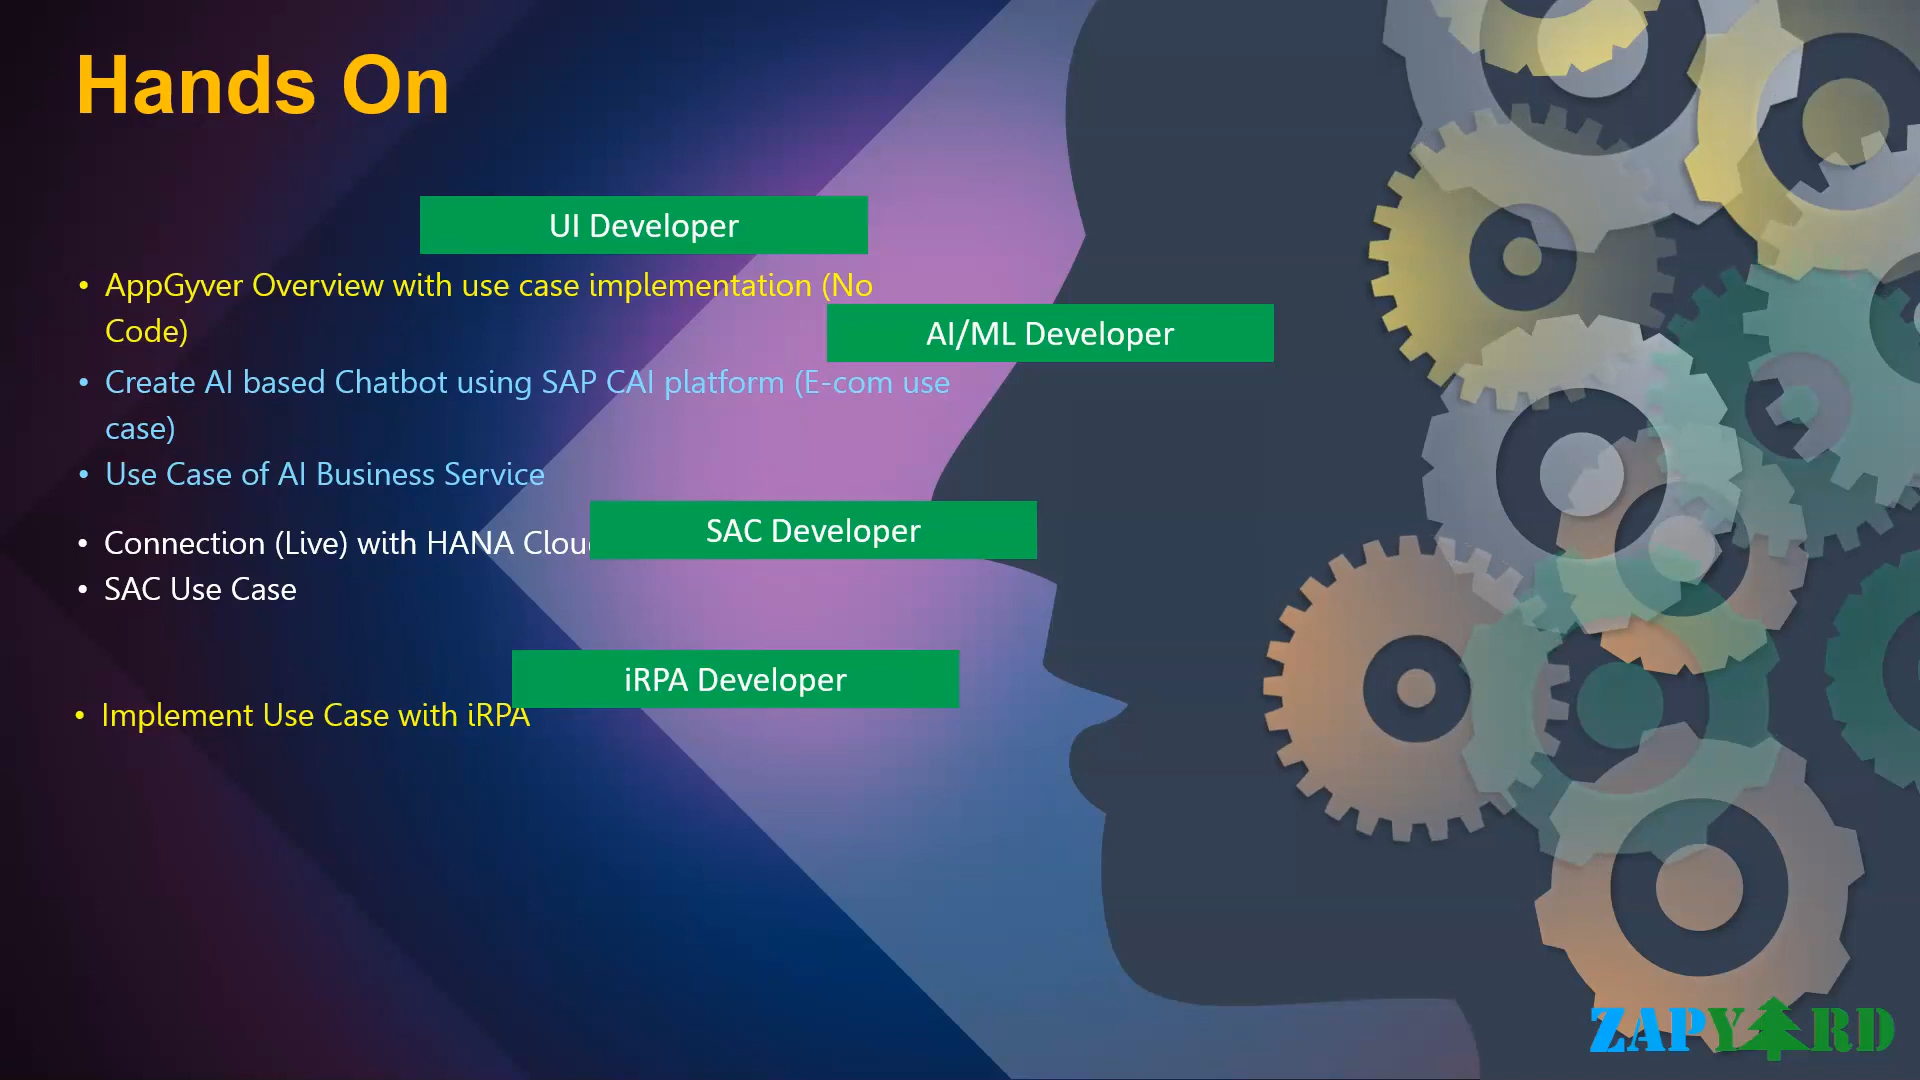 Hands On
UI Developer
• AppGyver Overview with use case implementation (No
Code)
AI/ML Developer
• Create AI based Chatbot using SAP CAI platform (E-com use
case)
• Use Case of AI Business Service
SAC Developer
• Connection (Live) with HANA
• SAC Use Case
iRPA Developer
• Implement Use Case with iRPA
ZAPYARD